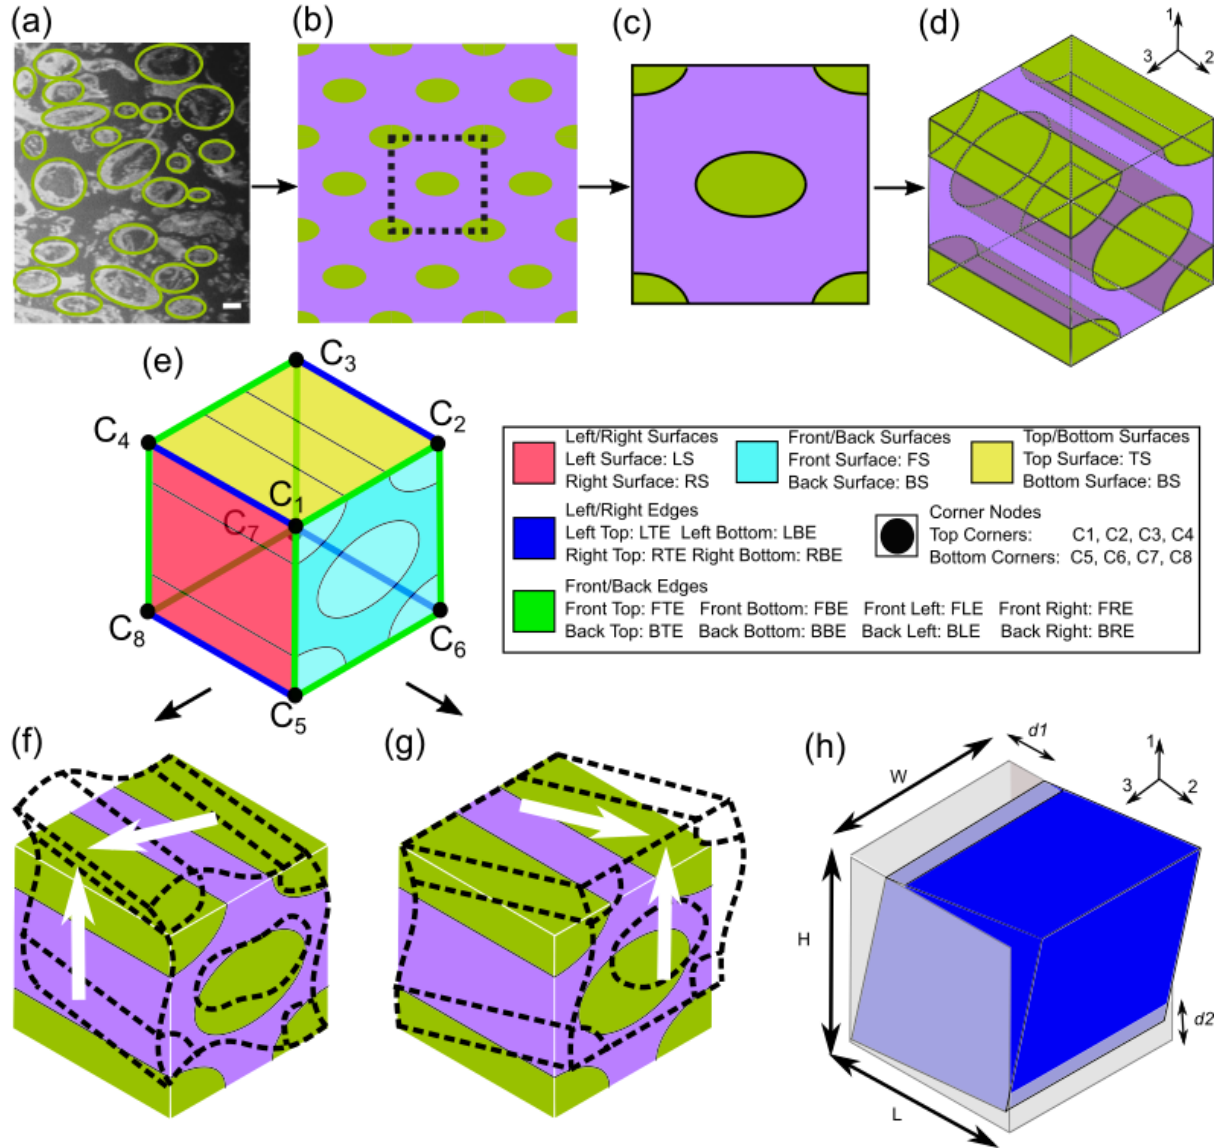 (a)
(b)
(c)
(d)
1
3
2
(e)
C3
C4
C2
C1
C7
C8
C6
C5
Left/Right Surfaces
Left Surface: LS
Right Surface: RS
Front/Back Surfaces
Front Surface: FS
Back Surface: BS
Top/Bottom Surfaces
Top Surface: TS
Bottom Surface: BS
Left/Right Edges
Left Top: LTE Left Bottom: LBE
Right Top: RTE Right Bottom: RBE
Corner Nodes
Top Corners: C1, C2, C3, C4
Bottom Corners: C5, C6, C7, C8
Front/Back Edges
Front Top: FTE Front Bottom: FBE Front Left: FLE Front Right: FRE
Back Top: BTE Back Bottom: BBE Back Left: BLE Back Right: BRE
(f)
(g)
(h)
d1
W
1
3
2
H
d2
L